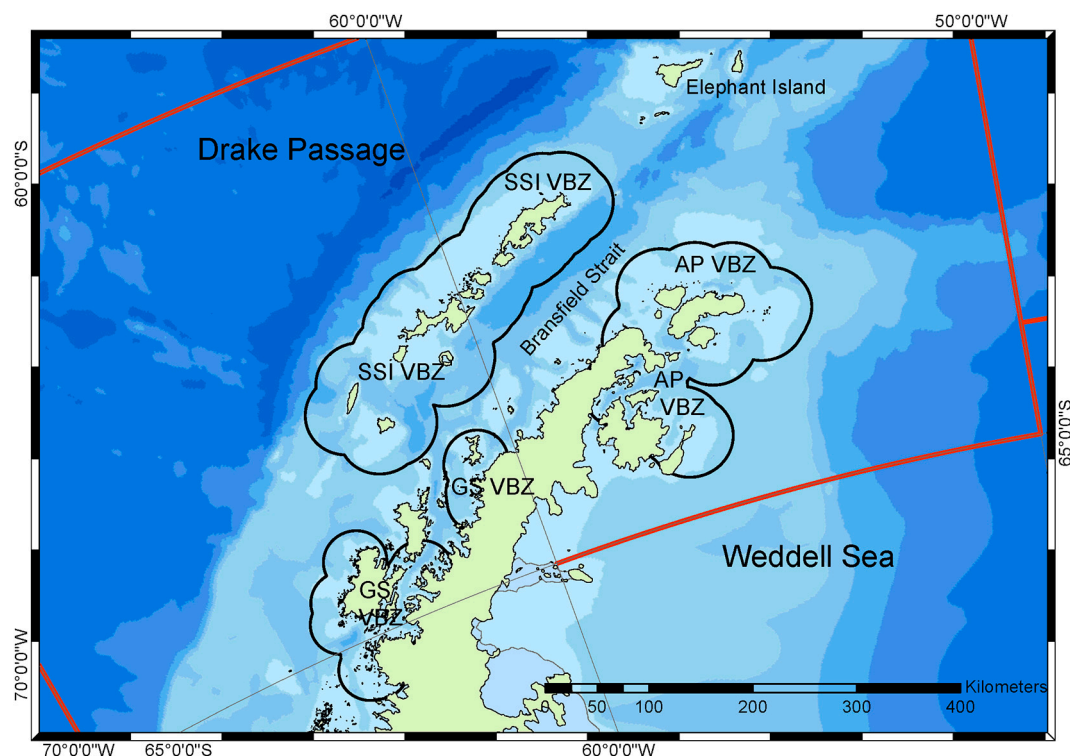 60°0'0"W
50°0'0"W
Elephant Island
Drake Passage
60°0'0"S
SSI VBZ
AP VBZ
Bransfield Strait
SSI VBZ
AP
VBZ
65°0'0"S
GS VBZ
Weddell Sea
GS
VBZ
70°0'0"W
Kilometers
0 50 100 200 300 400
70°0'0"W
65°0'0"S
60°0'0"W